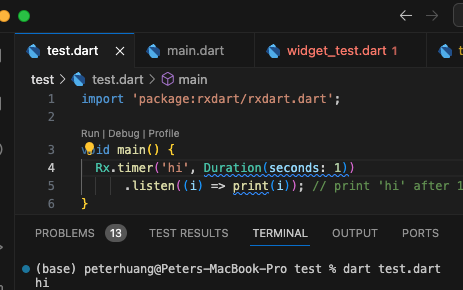 test.dart
main.dart
widget_test.dart 1
test > test.dart > main
1 import 'package:rxdart/rxdart.dart';
2
Run | Debug | Profile
3 void main() {
4 Rx.timer('hi', Duration(seconds: 1))
5 .listen((i) => print(i)); // print 'hi' after 1
6 }
PROBLEMS 13 TEST RESULTS TERMINAL OUTPUT PORTS
(base) peterhuang@Peters-MacBook-Pro test % dart test.dart
hi